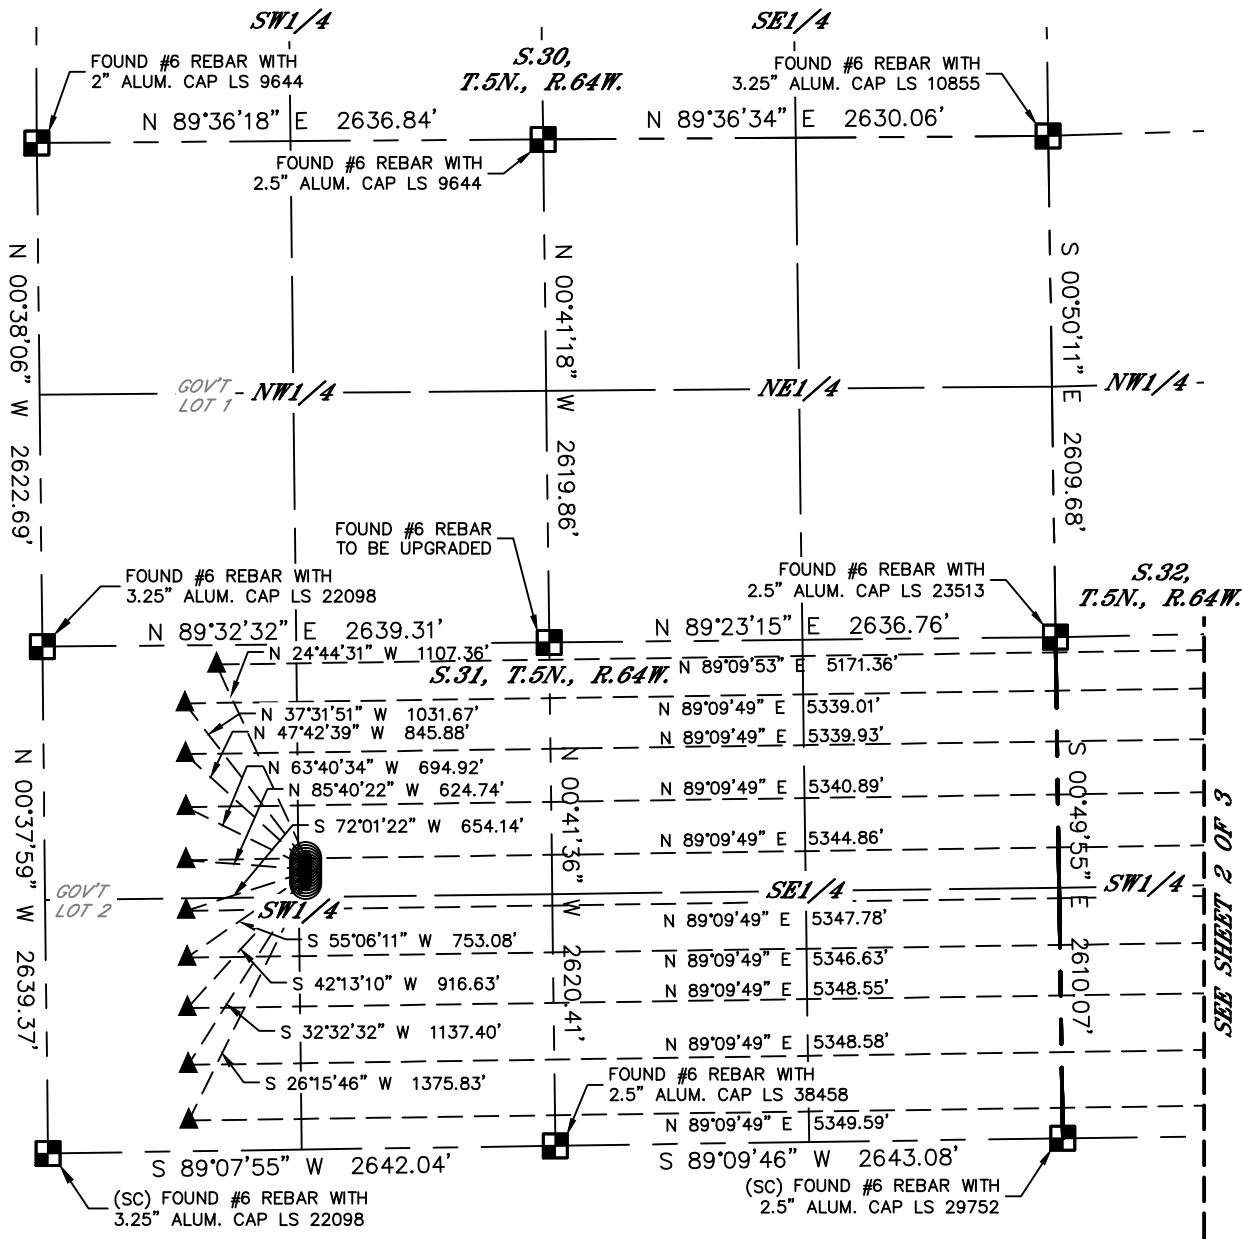 SW1/4
SE1/4
S.30,
T.5N., R.64W.
FOUND #6 REBAR WITH
2" ALUM. CAP LS 9644
FOUND #6 REBAR WITH
3.25" ALUM. CAP LS 10855
N 89°36'18" E 2636.84'
N 89°36'34" E 2630.06'
FOUND #6 REBAR WITH
2.5" ALUM. CAP LS 9644
N 00°38'06" W 2622.69'
N 00°41'18" W 2619.86'
S 00°50'11" E 2609.68'
GOV'T
LOT 1
NW1/4
NE1/4
NW1/4
FOUND #6 REBAR
TO BE UPGRADED
FOUND #6 REBAR WITH
3.25" ALUM. CAP LS 22098
FOUND #6 REBAR WITH
2.5" ALUM. CAP LS 23513
S.32,
T.5N., R.64W.
N 89°32'32" E 2639.31'
N 89°23'15" E 2636.76'
N 24°44'31" W 1107.36'
N 89°09'53" E 5171.36'
S.31, T.5N., R.64W.
N 37°31'51" W 1031.67'
N 89°09'49" E 5339.01'
N 47°42'39" W 845.88'
N 89°09'49" E 5339.93'
N 63°40'34" W 694.92'
N 85°40'22" W 624.74'
N 89°09'49" E 5340.89'
S 72°01'22" W 654.14'
N 89°09'49" E 5344.86'
N 00°37'59" W 2639.37'
N 00°41'36" W 2620.41'
S 00°49'55" E 2610.07'
SEE SHEET 2 OF 3
GOV'T
LOT 2
SW1/4
SE1/4
SW1/4
N 89°09'49" E 5347.78'
S 55°06'11" W 753.08'
N 89°09'49" E 5346.63'
S 42°13'10" W 916.63'
N 89°09'49" E 5348.55'
S 32°32'32" W 1137.40'
N 89°09'49" E 5348.58'
S 26°15'46" W 1375.83'
FOUND #6 REBAR WITH
2.5" ALUM. CAP LS 38458
N 89°09'49" E 5349.59'
S 89°07'55" W 2642.04'
S 89°09'46" W 2643.08'
(SC) FOUND #6 REBAR WITH
3.25" ALUM. CAP LS 22098
(SC) FOUND #6 REBAR WITH
2.5" ALUM. CAP LS 29752